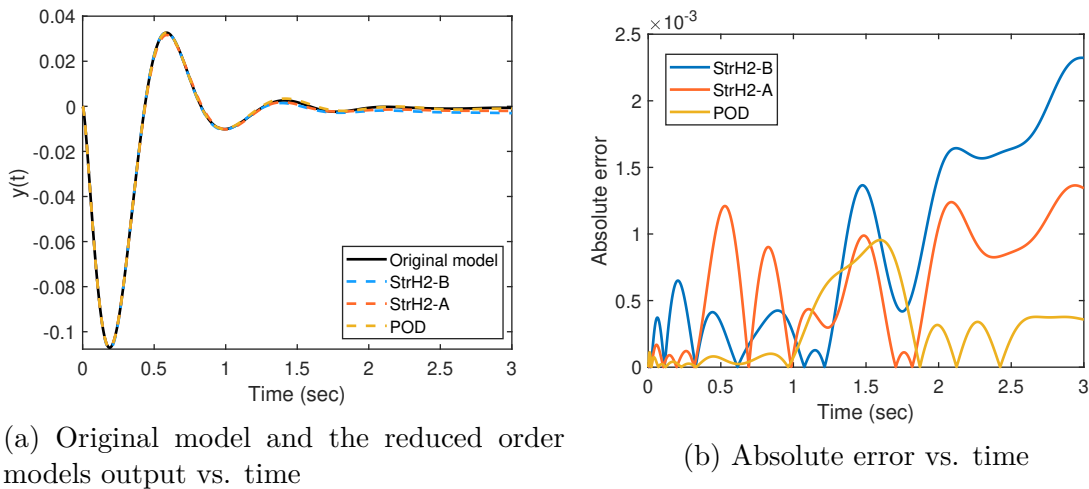 0.04
0.02
0
-0.02
-0.04
-0.06
-0.08
-0.1
y(t)
0
0.5
1
1.5
2
2.5
3
Time (sec)
Original model
StrH2-B
StrH2-A
POD
(a) Original model and the reduced order
models output vs. time
×10⁻³
2.5
2
1.5
1
0.5
0
Absolute error
0
0.5
1
1.5
2
2.5
3
Time (sec)
StrH2-B
StrH2-A
POD
(b) Absolute error vs. time